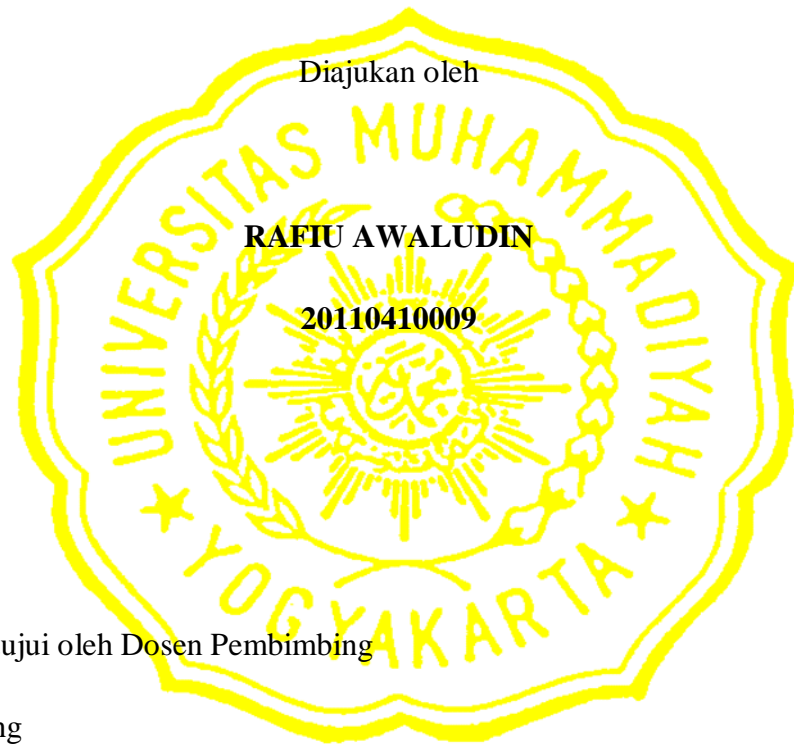 Diajukan oleh
UNIVERSITAS MUHAMMADIYAH
RAFIU AWALUDIN
20110410009
YOGYAKARTA
ujui oleh Dosen Pembimbing
ng